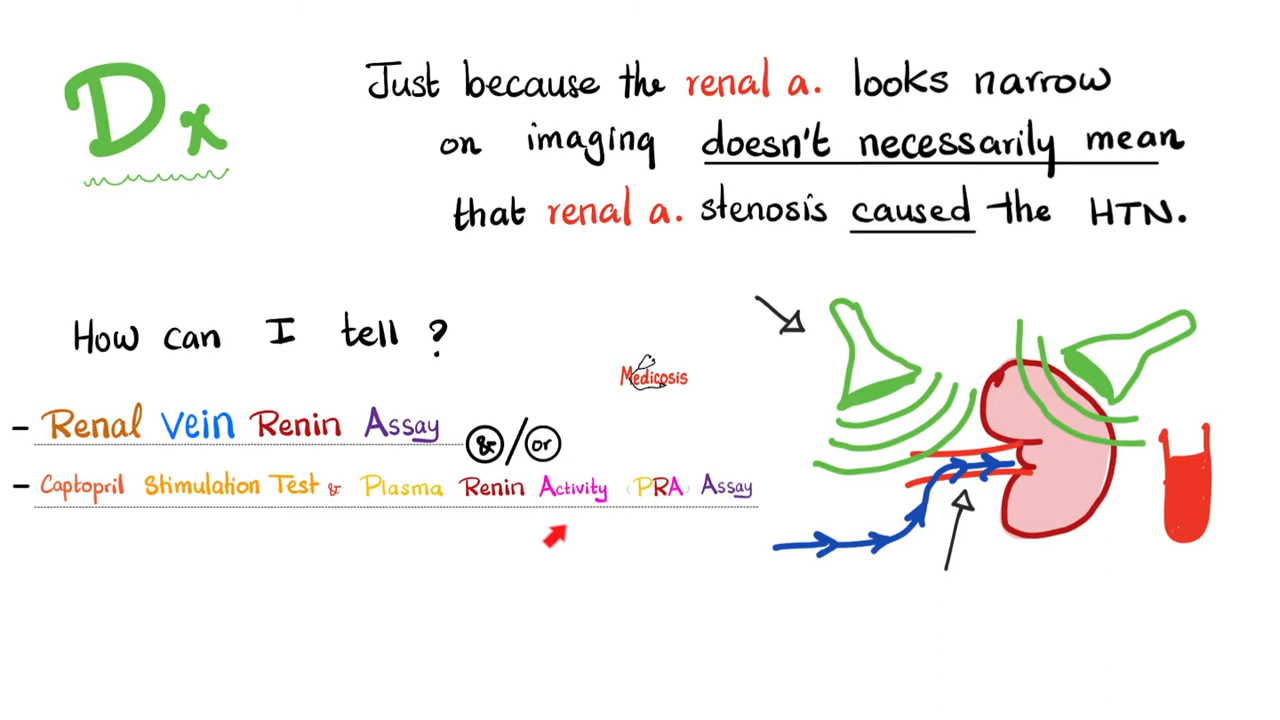 Dx
Just because the renal a. looks narrow
on imaging doesn't necessarily mean
that renal a. stenosis caused the HTN.
How can I tell ?
Medicosis
- Renal Vein Renin Assay & / or
- Captopril Stimulation Test & Plasma Renin Activity (PRA) Assay